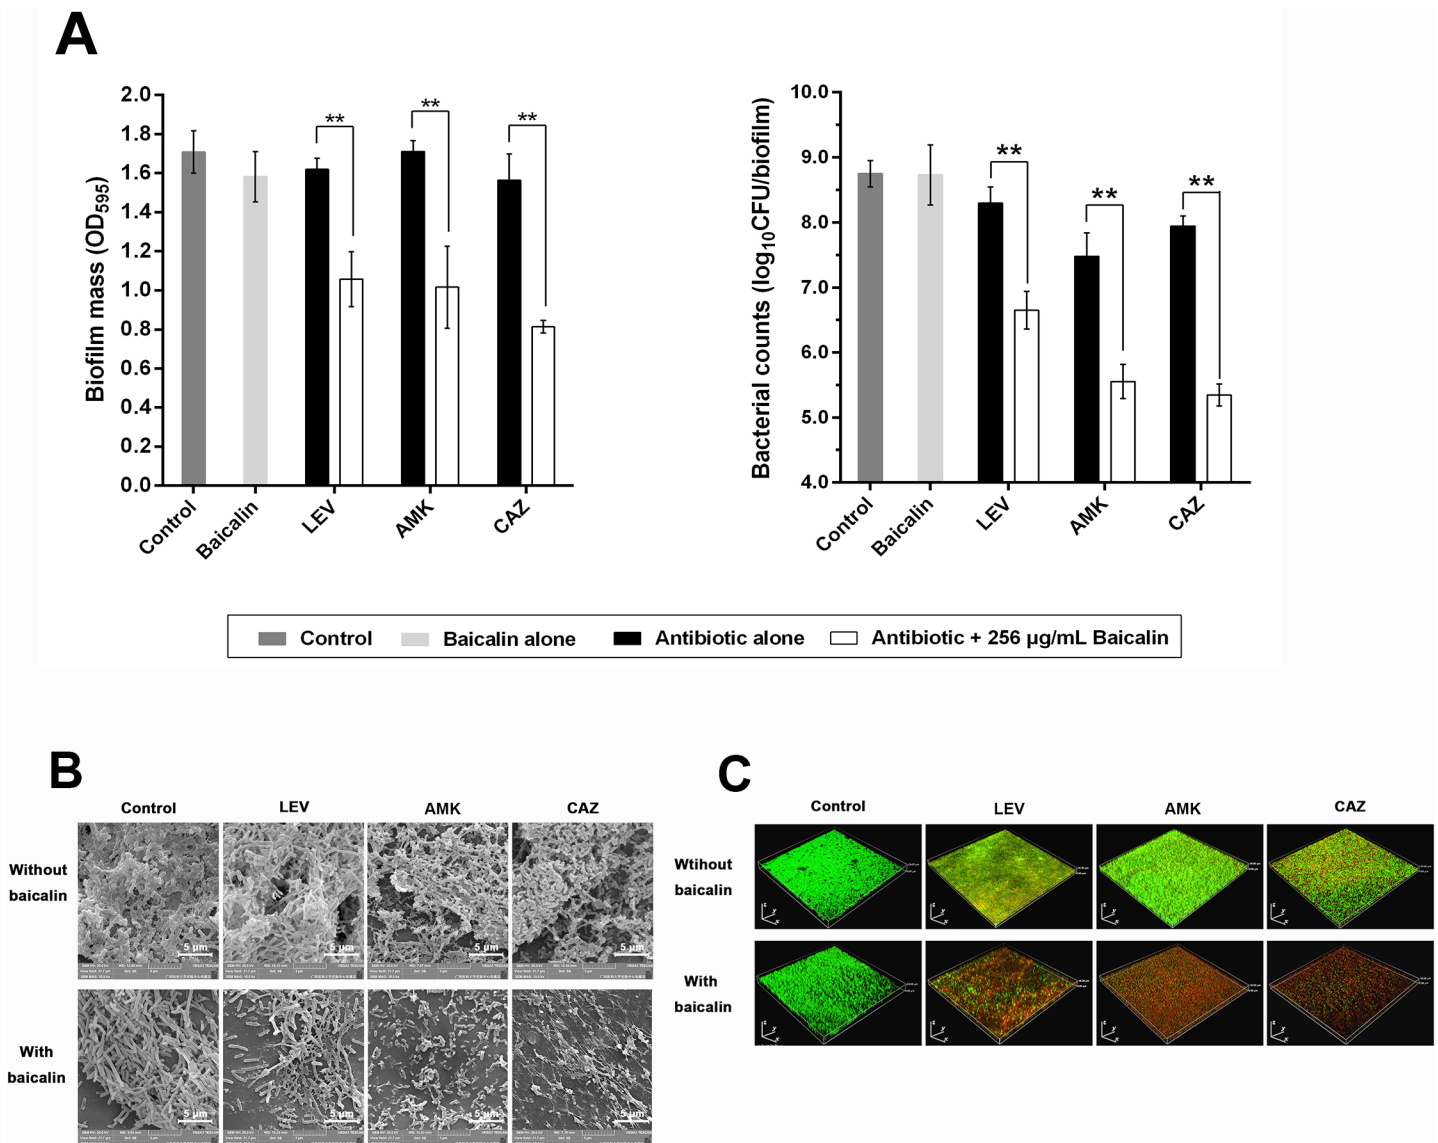 A
Biofilm mass (OD595)
2.0
1.8
1.6
1.4
1.2
1.0
0.8
0.6
0.4
0.2
0.0
**
**
**
Control
Baicalin
LEV
AMK
CAZ
Bacterial counts (log10CFU/biofilm)
10.0
9.0
8.0
7.0
6.0
5.0
4.0
**
**
**
Control
Baicalin
LEV
AMK
CAZ
Control
Baicalin alone
Antibiotic alone
Antibiotic + 256 µg/mL Baicalin
B
Control
LEV
AMK
CAZ
Without
baicalin
5 µm
5 µm
5 µm
5 µm
With
baicalin
5 µm
5 µm
5 µm
5 µm
C
Control
LEV
AMK
CAZ
Wtihout
baicalin
With
baicalin